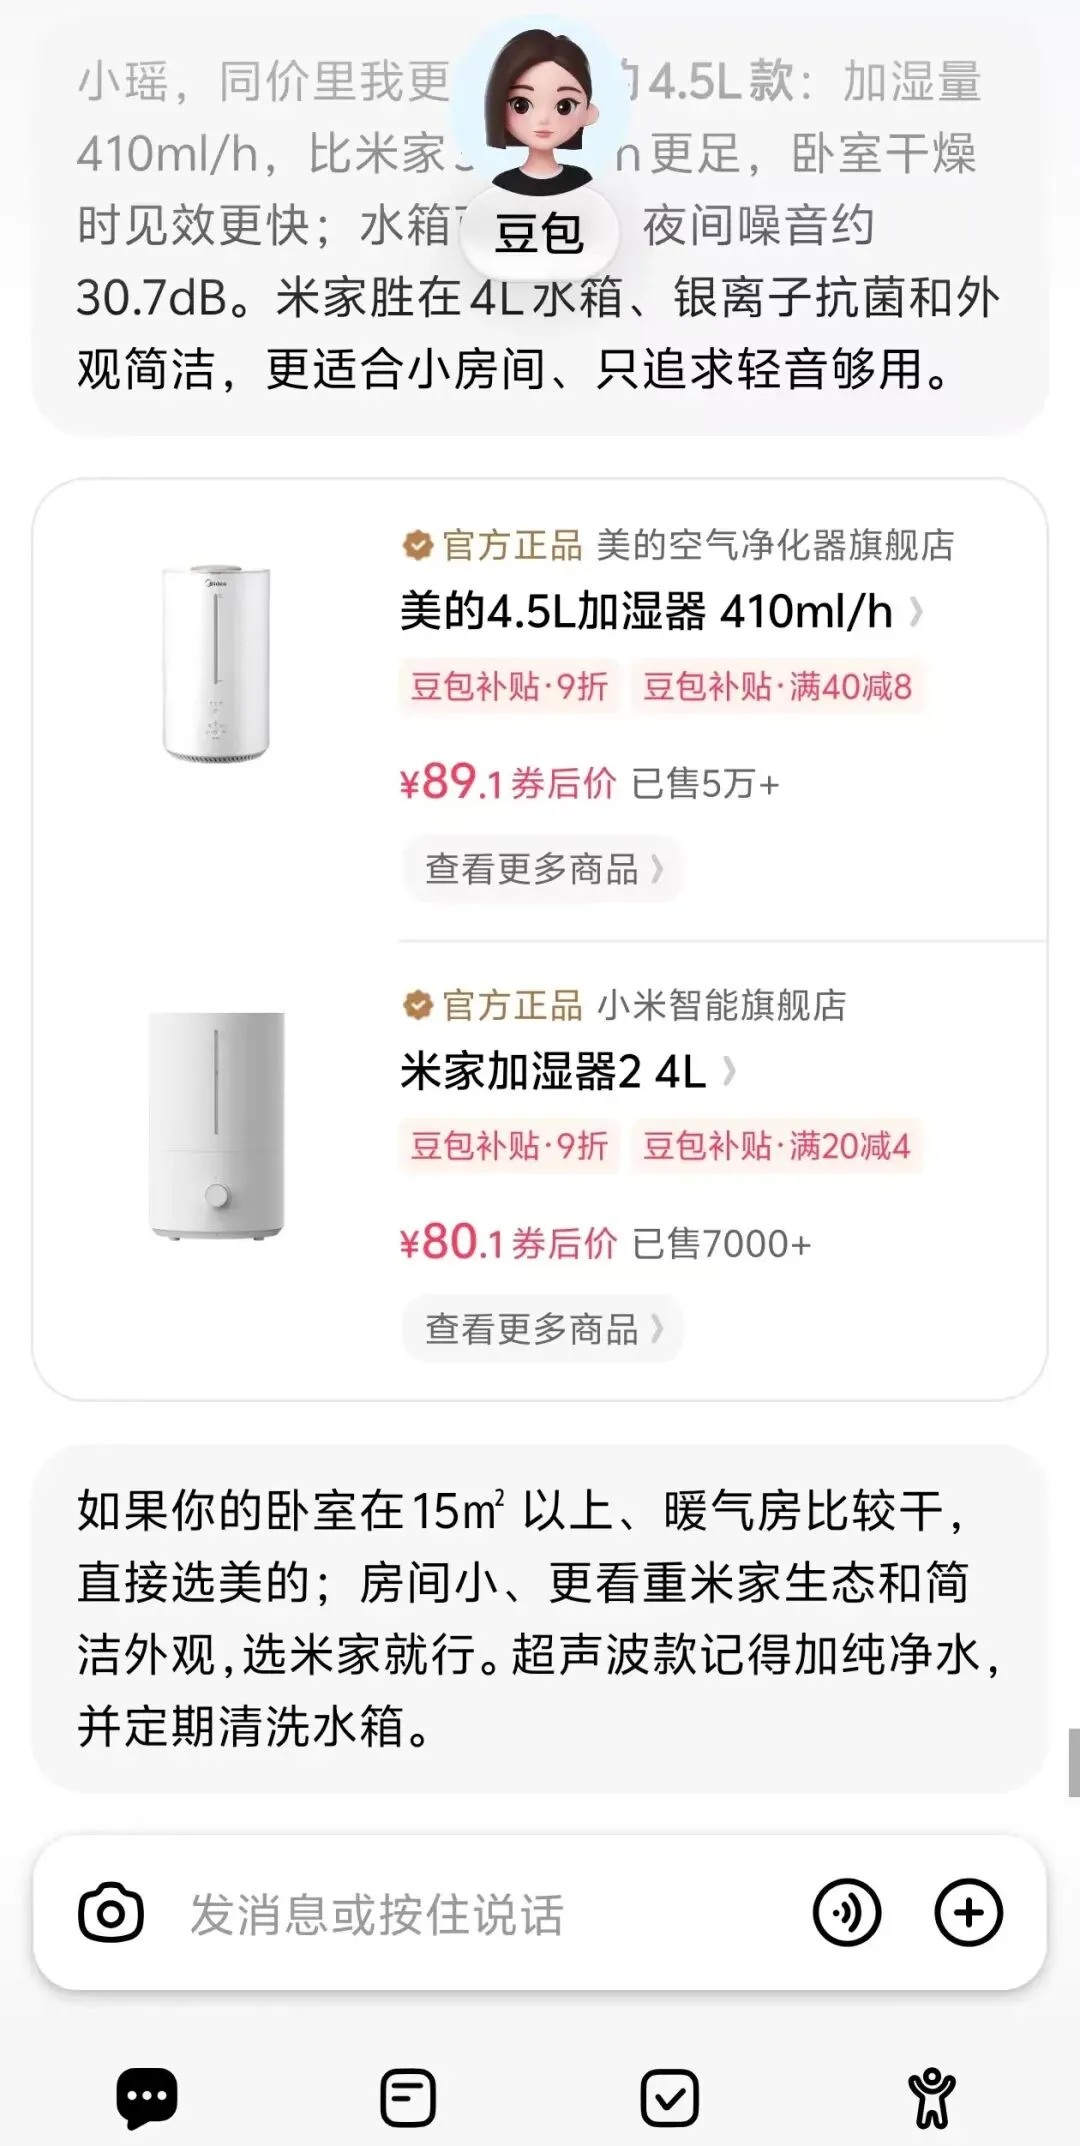 小瑶，同价里我更 4.5L款：加湿量
410ml/h，比米家 更足，卧室干燥
时见效更快；水箱 夜间噪音约
豆包
30.7dB。米家胜在4L水箱、银离子抗菌和外
观简洁，更适合小房间、只追求轻音够用。
官方正品 美的空气净化器旗舰店
Midea
美的4.5L加湿器 410ml/h
豆包补贴·9折 豆包补贴·满40减8
¥89.1券后价 已售5万+
查看更多商品
官方正品 小米智能旗舰店
米家加湿器2 4L
豆包补贴·9折 豆包补贴·满20减4
¥80.1券后价 已售7000+
查看更多商品
如果你的卧室在15㎡ 以上、暖气房比较干，
直接选美的；房间小、更看重米家生态和简
洁外观，选米家就行。超声波款记得加纯净水，
并定期清洗水箱。
发消息或按住说话